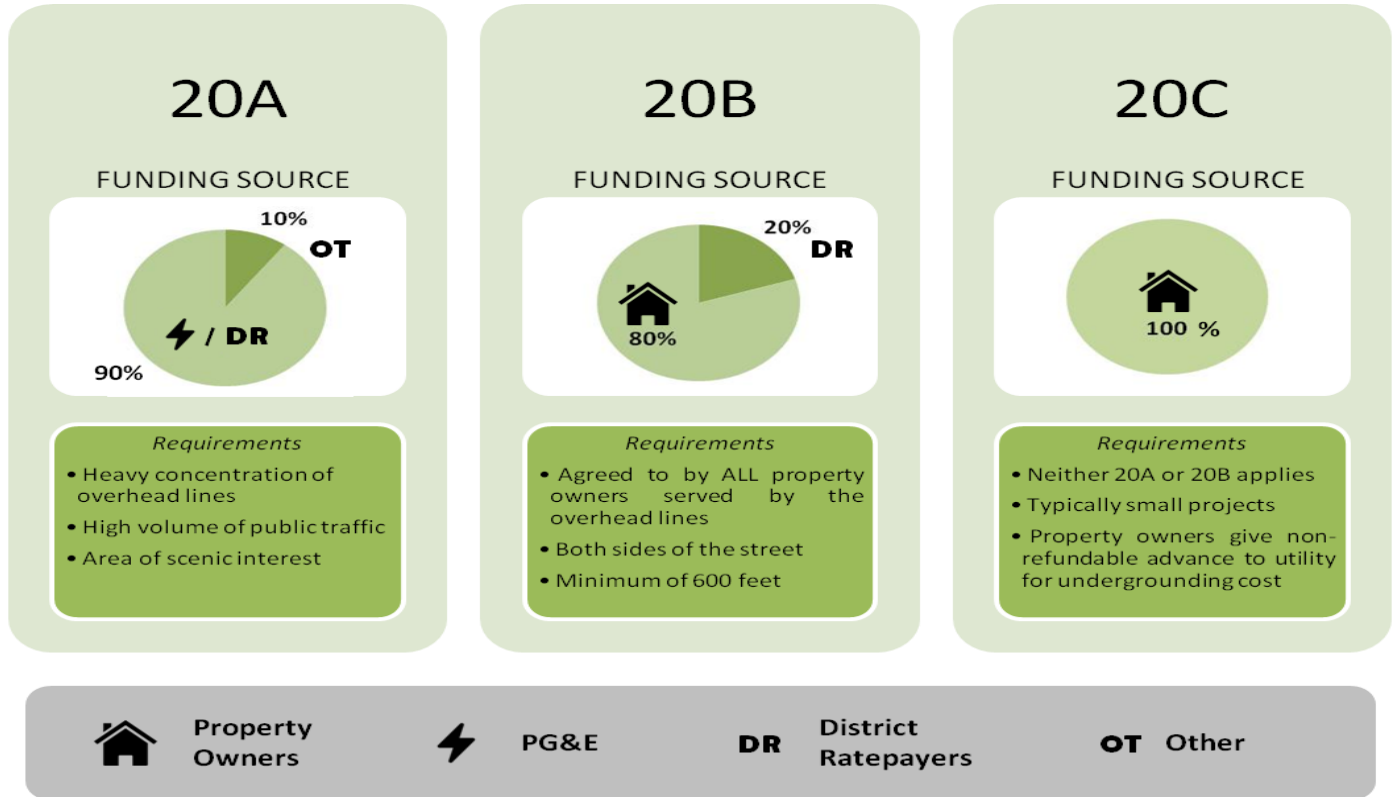 20A
FUNDING SOURCE
10%
OT
/ DR
90%
Requirements
• Heavy concentration of
overhead lines
• High volume of public traffic
• Area of scenic interest
20B
FUNDING SOURCE
20%
DR
80%
Requirements
• Agreed to by ALL property
owners served by the
overhead lines
• Both sides of the street
• Minimum of 600 feet
20C
FUNDING SOURCE
100 %
Requirements
• Neither 20A or 20B applies
• Typically small projects
• Property owners give non-
refundable advance to utility
for undergrounding cost
Property
Owners
PG&E
DR
District
Ratepayers
OT Other